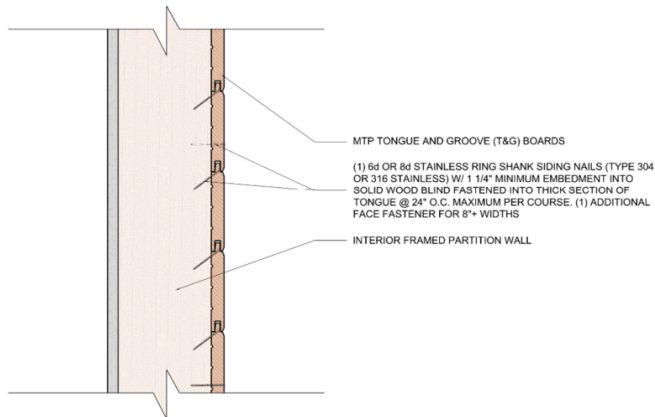 MTP TONGUE AND GROOVE (T&G) BOARDS
(1) 6d OR 8d STAINLESS RING SHANK SIDING NAILS (TYPE 304
OR 316 STAINLESS) W/ 1 1/4" MINIMUM EMBEDMENT INTO
SOLID WOOD BLIND FASTENED INTO THICK SECTION OF
TONGUE @ 24" O.C. MAXIMUM PER COURSE. (1) ADDITIONAL
FACE FASTENER FOR 8"+ WIDTHS
INTERIOR FRAMED PARTITION WALL